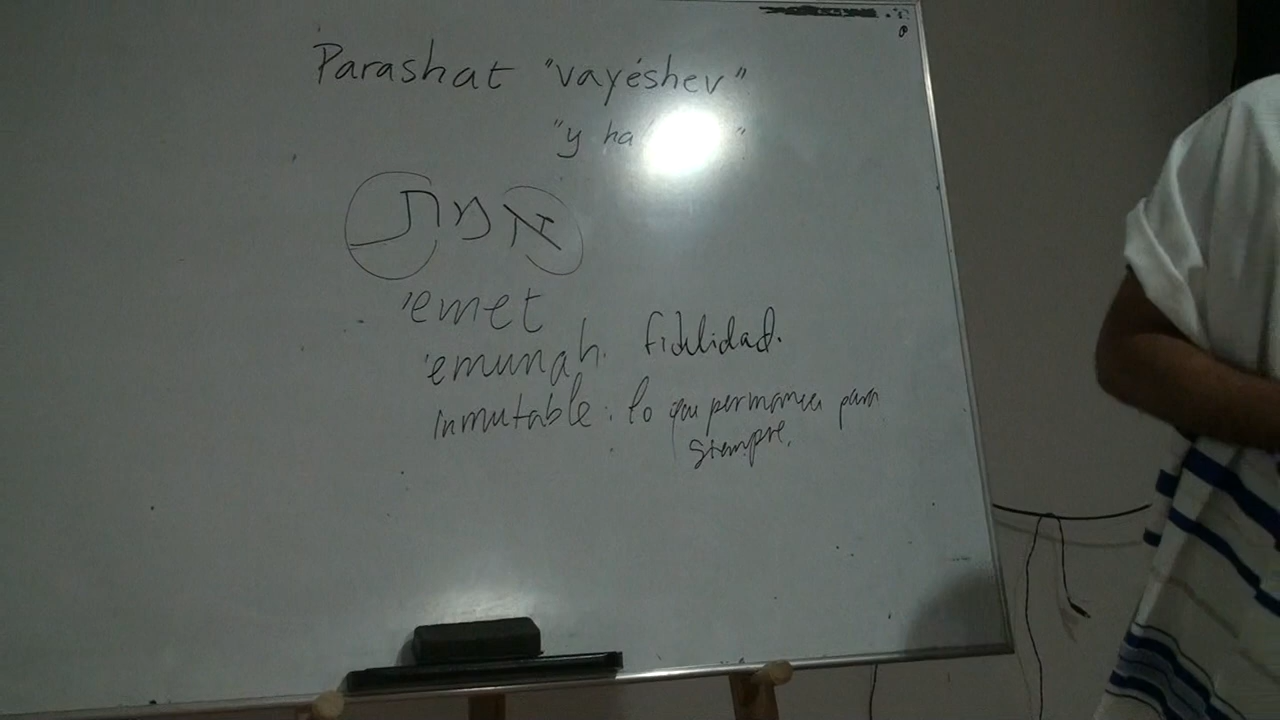 Parashat "vayéshev"
"y ha
אמת
'emet
'emunah. fidelidad.
inmutable: lo que permanece para
siempre.